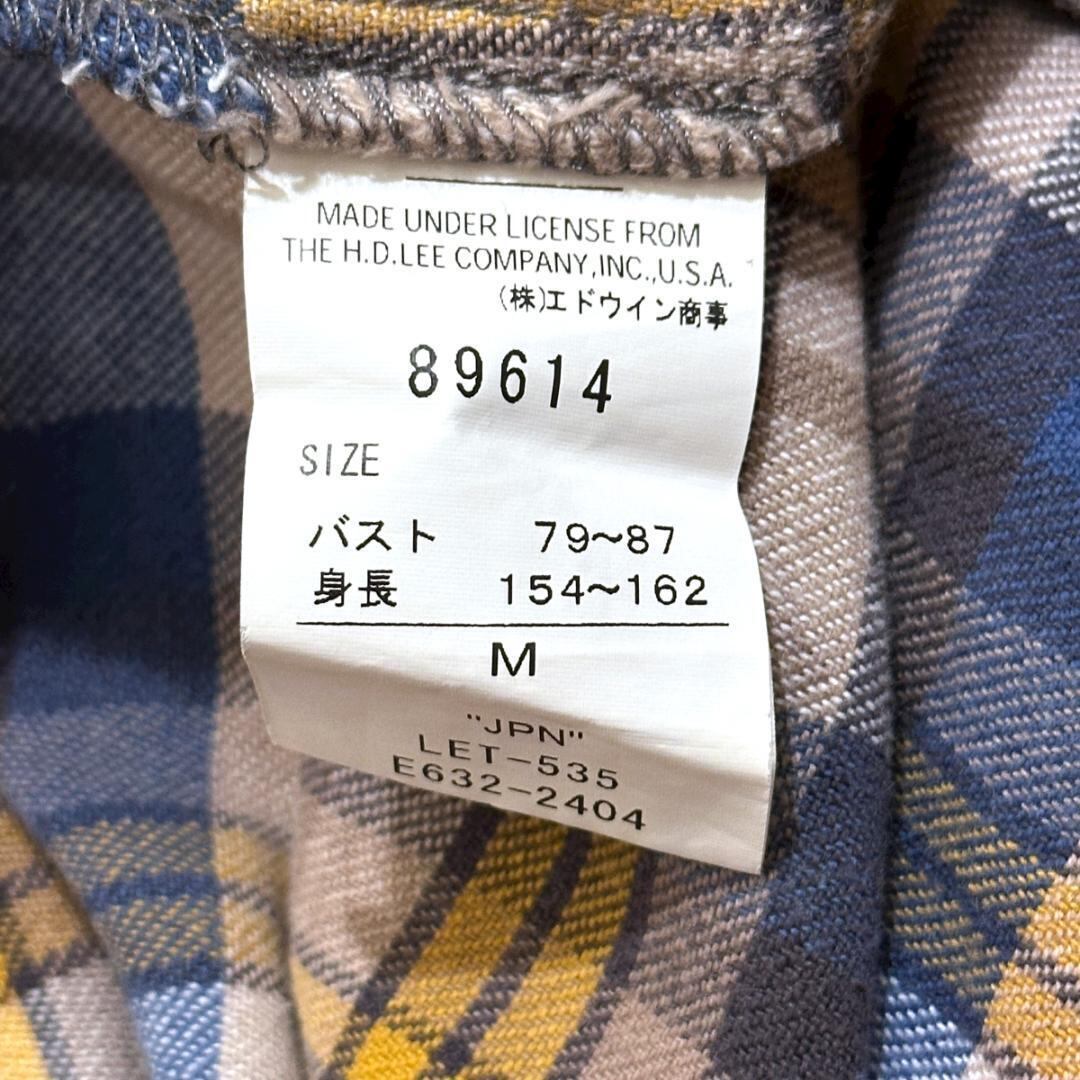 MADE UNDER LICENSE FROM
THE H.D.LEE COMPANY,INC.,U.S.A.
(株)エドウイン商事
89614
SIZE
バスト 79~87
身長 154~162
M
"JPN"
LET-535
E632-2404